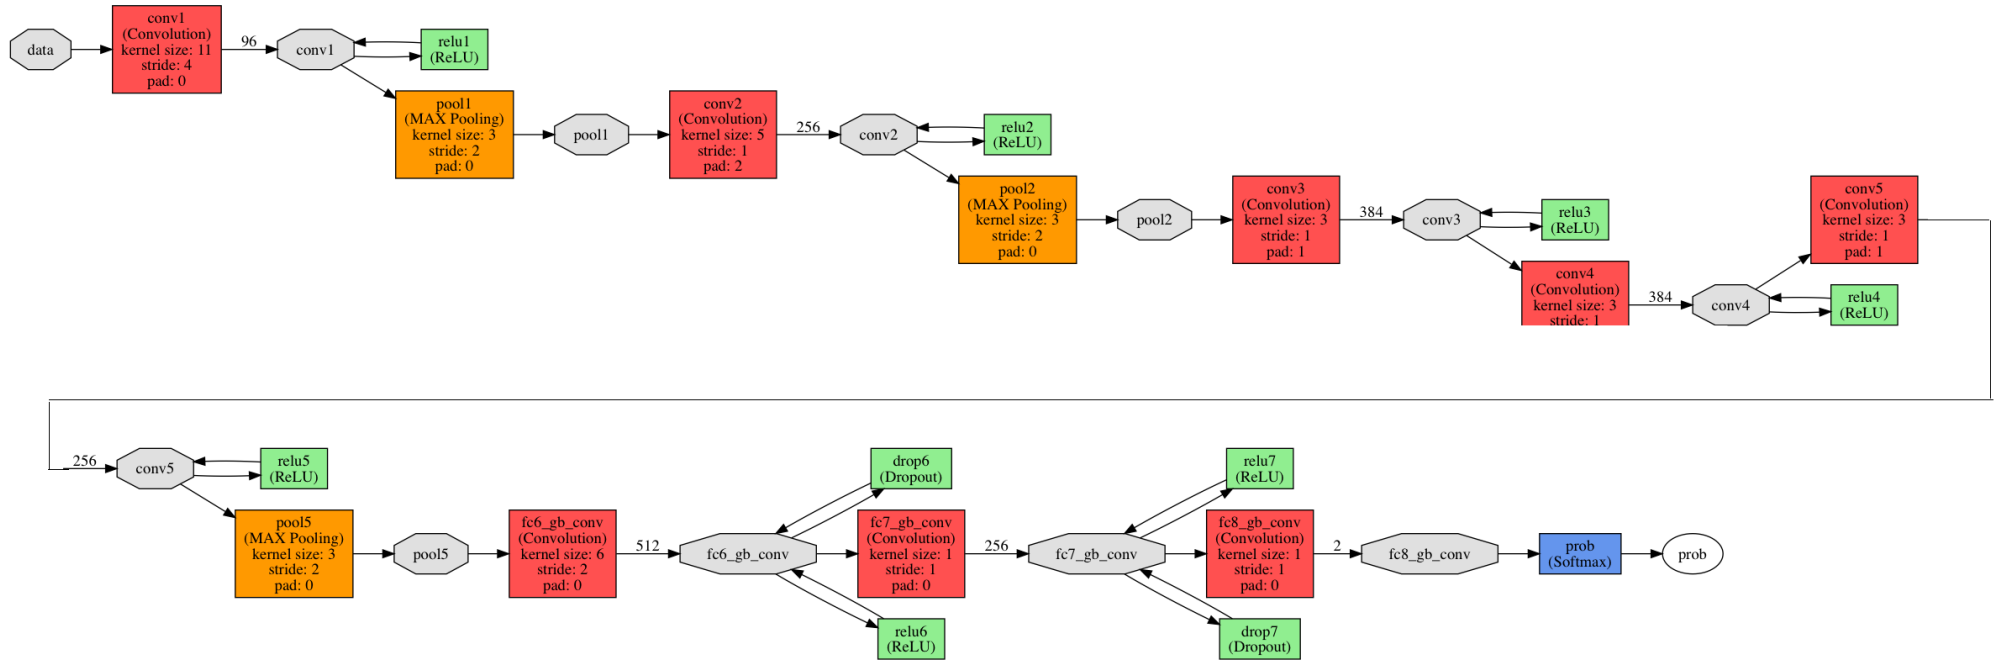 data
conv1
(Convolution)
kernel size: 11
stride: 4
pad: 0
96
conv1
relu1
(ReLU)
pool1
(MAX Pooling)
kernel size: 3
stride: 2
pad: 0
pool1
conv2
(Convolution)
kernel size: 5
stride: 1
pad: 2
256
conv2
relu2
(ReLU)
pool2
(MAX Pooling)
kernel size: 3
stride: 2
pad: 0
pool2
conv3
(Convolution)
kernel size: 3
stride: 1
pad: 1
384
conv3
relu3
(ReLU)
conv4
(Convolution)
kernel size: 3
stride: 1
384
conv4
relu4
(ReLU)
conv5
(Convolution)
kernel size: 3
stride: 1
pad: 1
256
conv5
relu5
(ReLU)
pool5
(MAX Pooling)
kernel size: 3
stride: 2
pad: 0
pool5
fc6_gb_conv
(Convolution)
kernel size: 6
stride: 2
pad: 0
512
fc6_gb_conv
drop6
(Dropout)
relu6
(ReLU)
fc7_gb_conv
(Convolution)
kernel size: 1
stride: 1
pad: 0
256
fc7_gb_conv
relu7
(ReLU)
drop7
(Dropout)
fc8_gb_conv
(Convolution)
kernel size: 1
stride: 1
pad: 0
2
fc8_gb_conv
prob
(Softmax)
prob